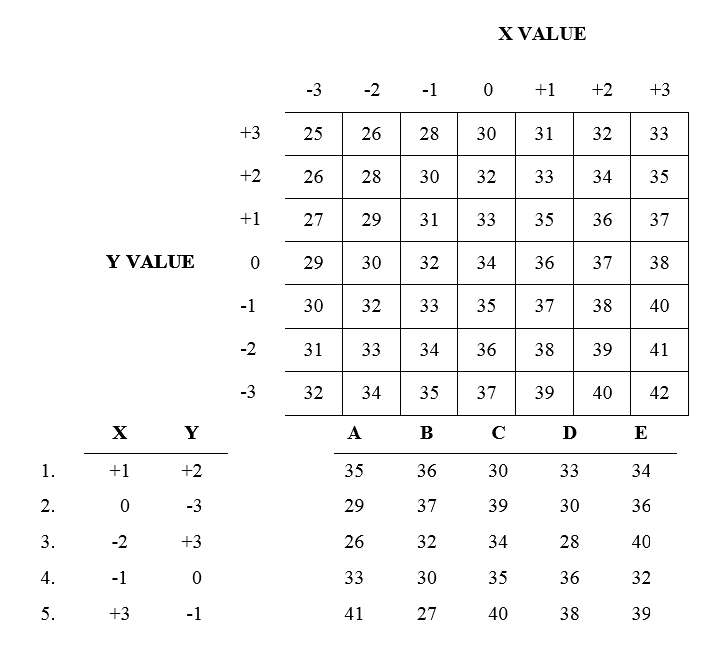 X VALUE
-3 -2 -1 0 +1 +2 +3
+3 25 26 28 30 31 32 33
+2 26 28 30 32 33 34 35
+1 27 29 31 33 35 36 37
Y VALUE 0 29 30 32 34 36 37 38
-1 30 32 33 35 37 38 40
-2 31 33 34 36 38 39 41
-3 32 34 35 37 39 40 42
X Y A B C D E
1. +1 +2 35 36 30 33 34
2. 0 -3 29 37 39 30 36
3. -2 +3 26 32 34 28 40
4. -1 0 33 30 35 36 32
5. +3 -1 41 27 40 38 39